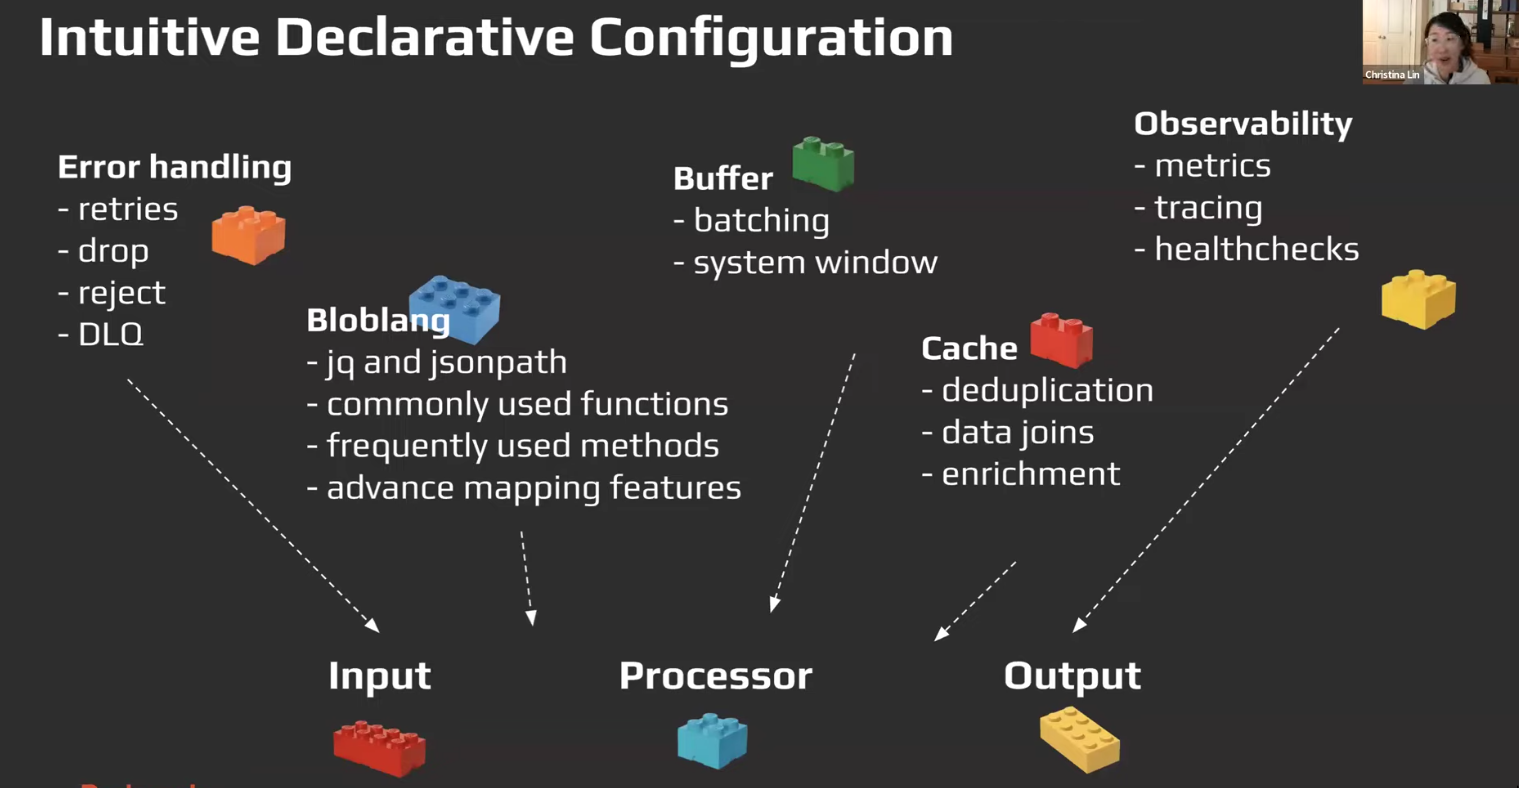 Intuitive Declarative Configuration
Christina Lin
Error handling
- retries
- drop
- reject
- DLQ
Bloblang
- jq and jsonpath
- commonly used functions
- frequently used methods
- advance mapping features
Buffer
- batching
- system window
Cache
- deduplication
- data joins
- enrichment
Observability
- metrics
- tracing
- healthchecks
Input
Processor
Output